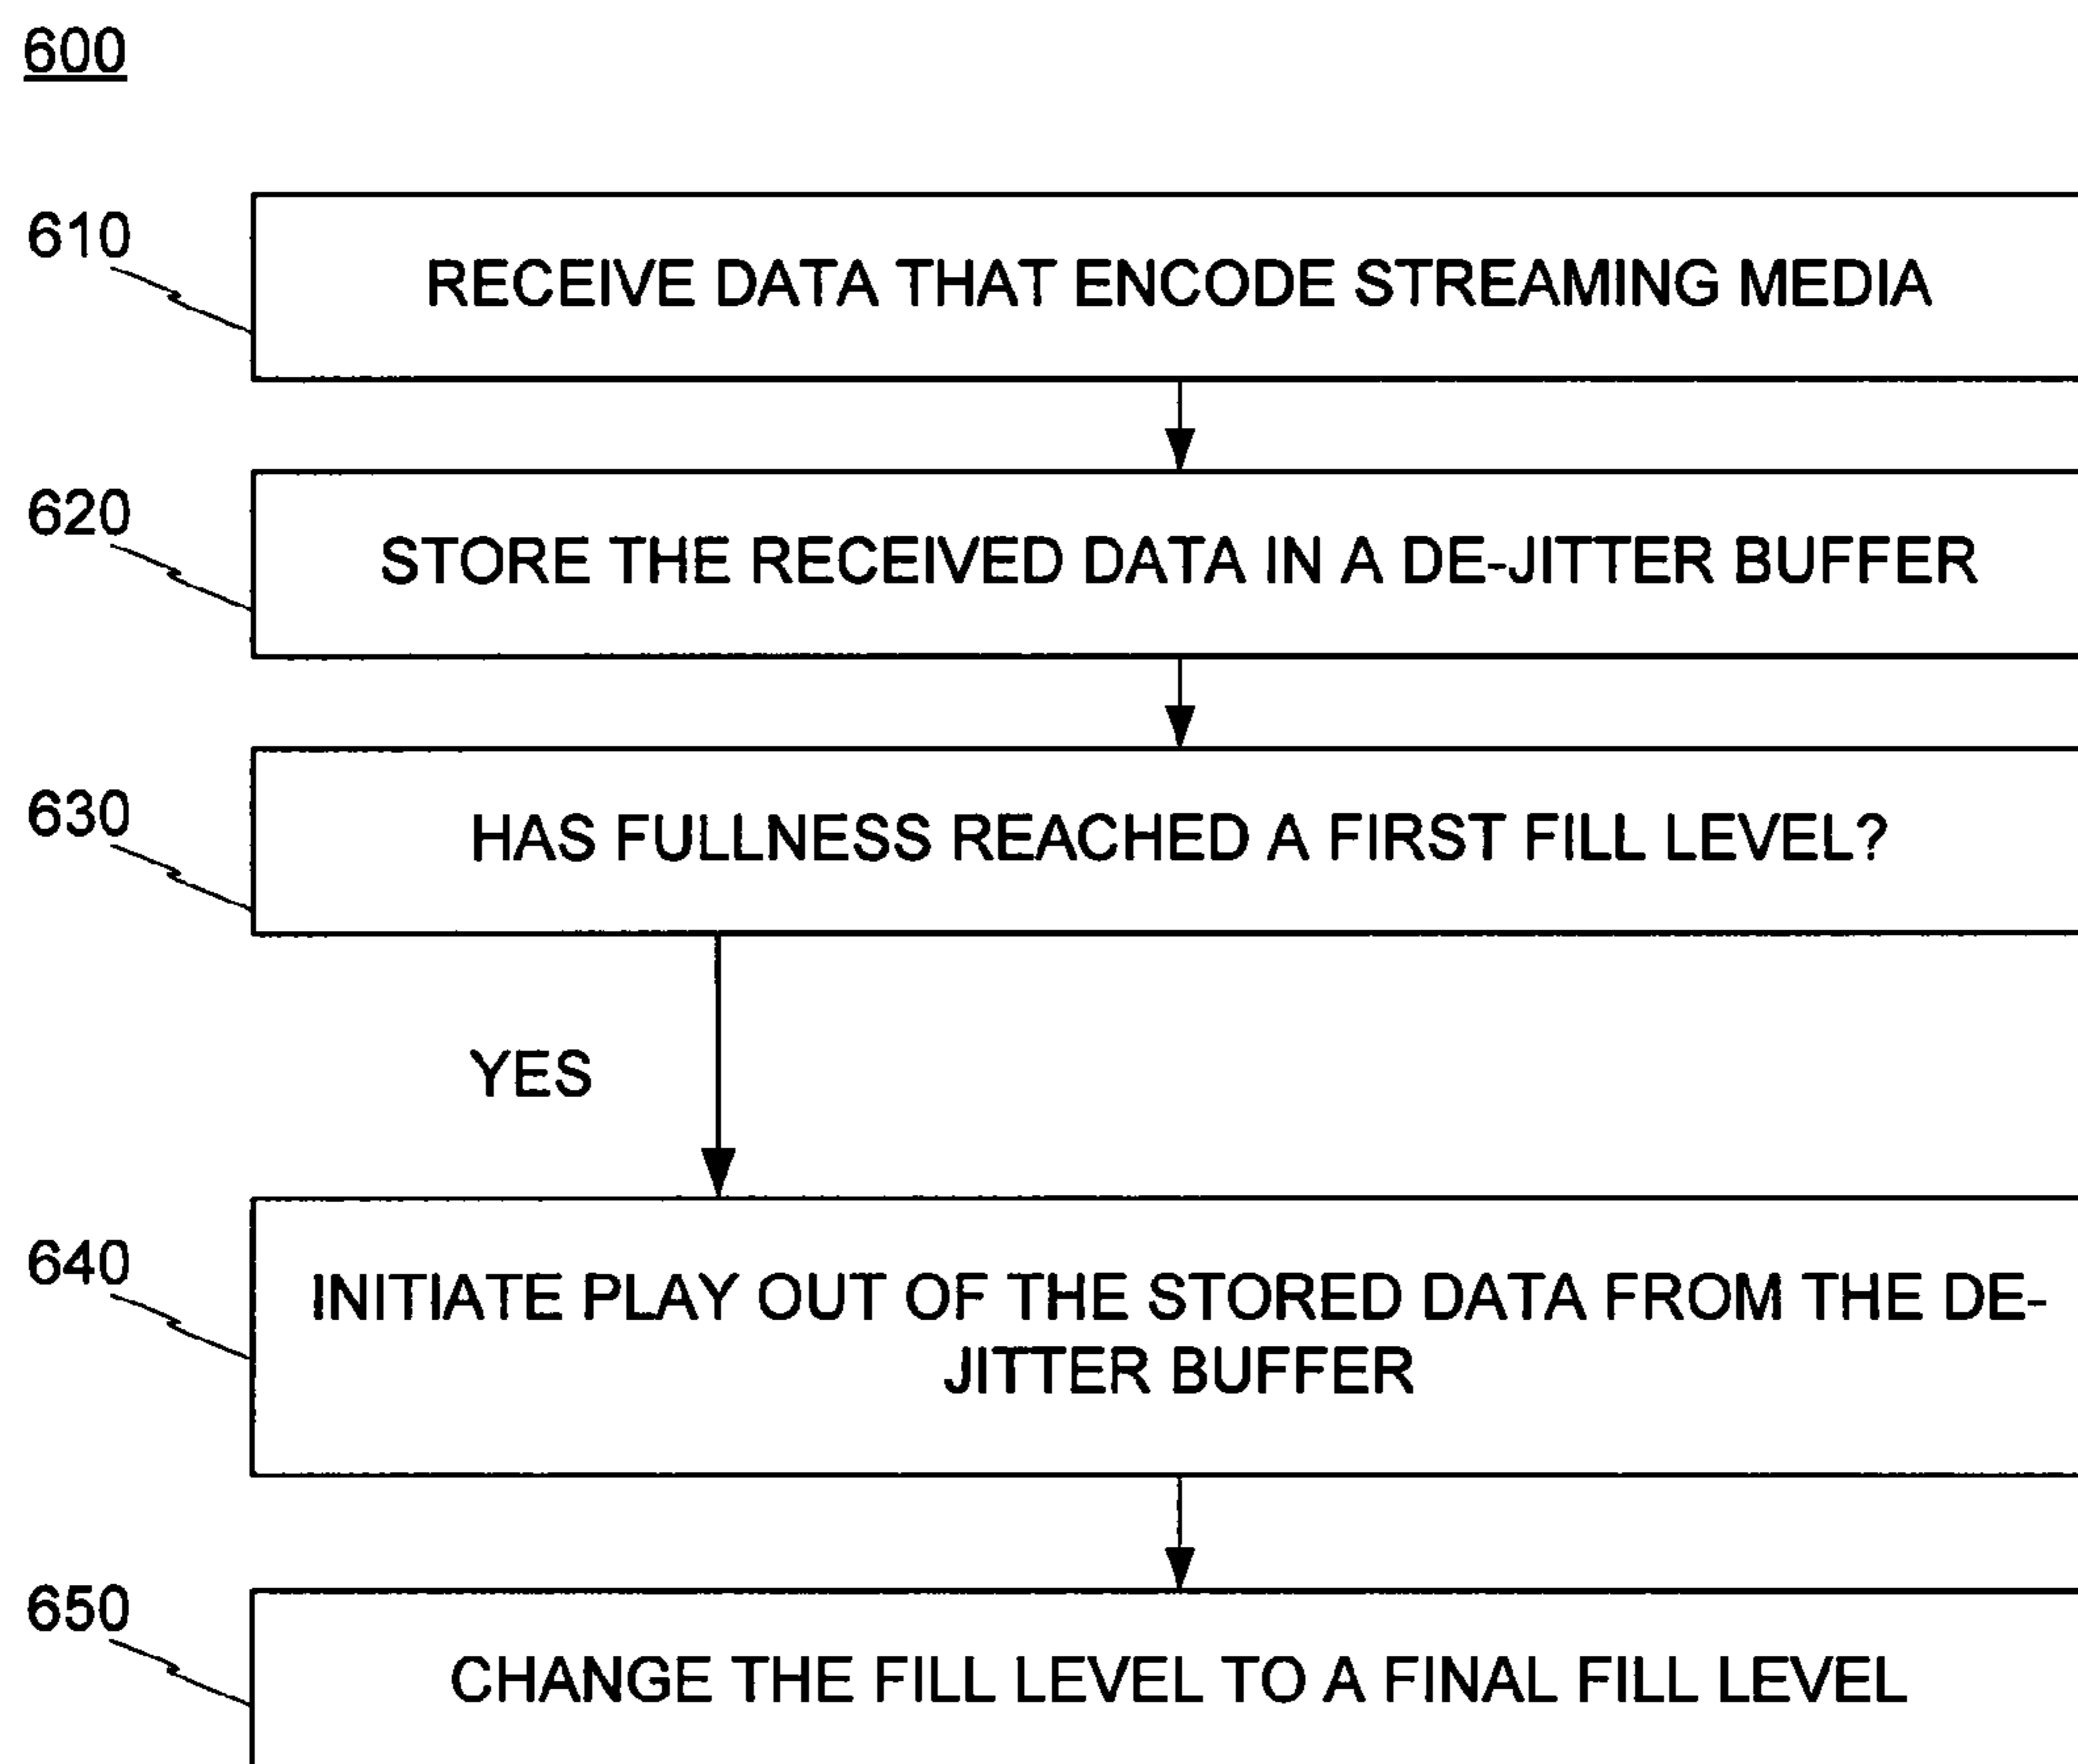 600
610
RECEIVE DATA THAT ENCODE STREAMING MEDIA
620
STORE THE RECEIVED DATA IN A DE-JITTER BUFFER
630
HAS FULLNESS REACHED A FIRST FILL LEVEL?
YES
640
INITIATE PLAY OUT OF THE STORED DATA FROM THE DE-
JITTER BUFFER
650
CHANGE THE FILL LEVEL TO A FINAL FILL LEVEL